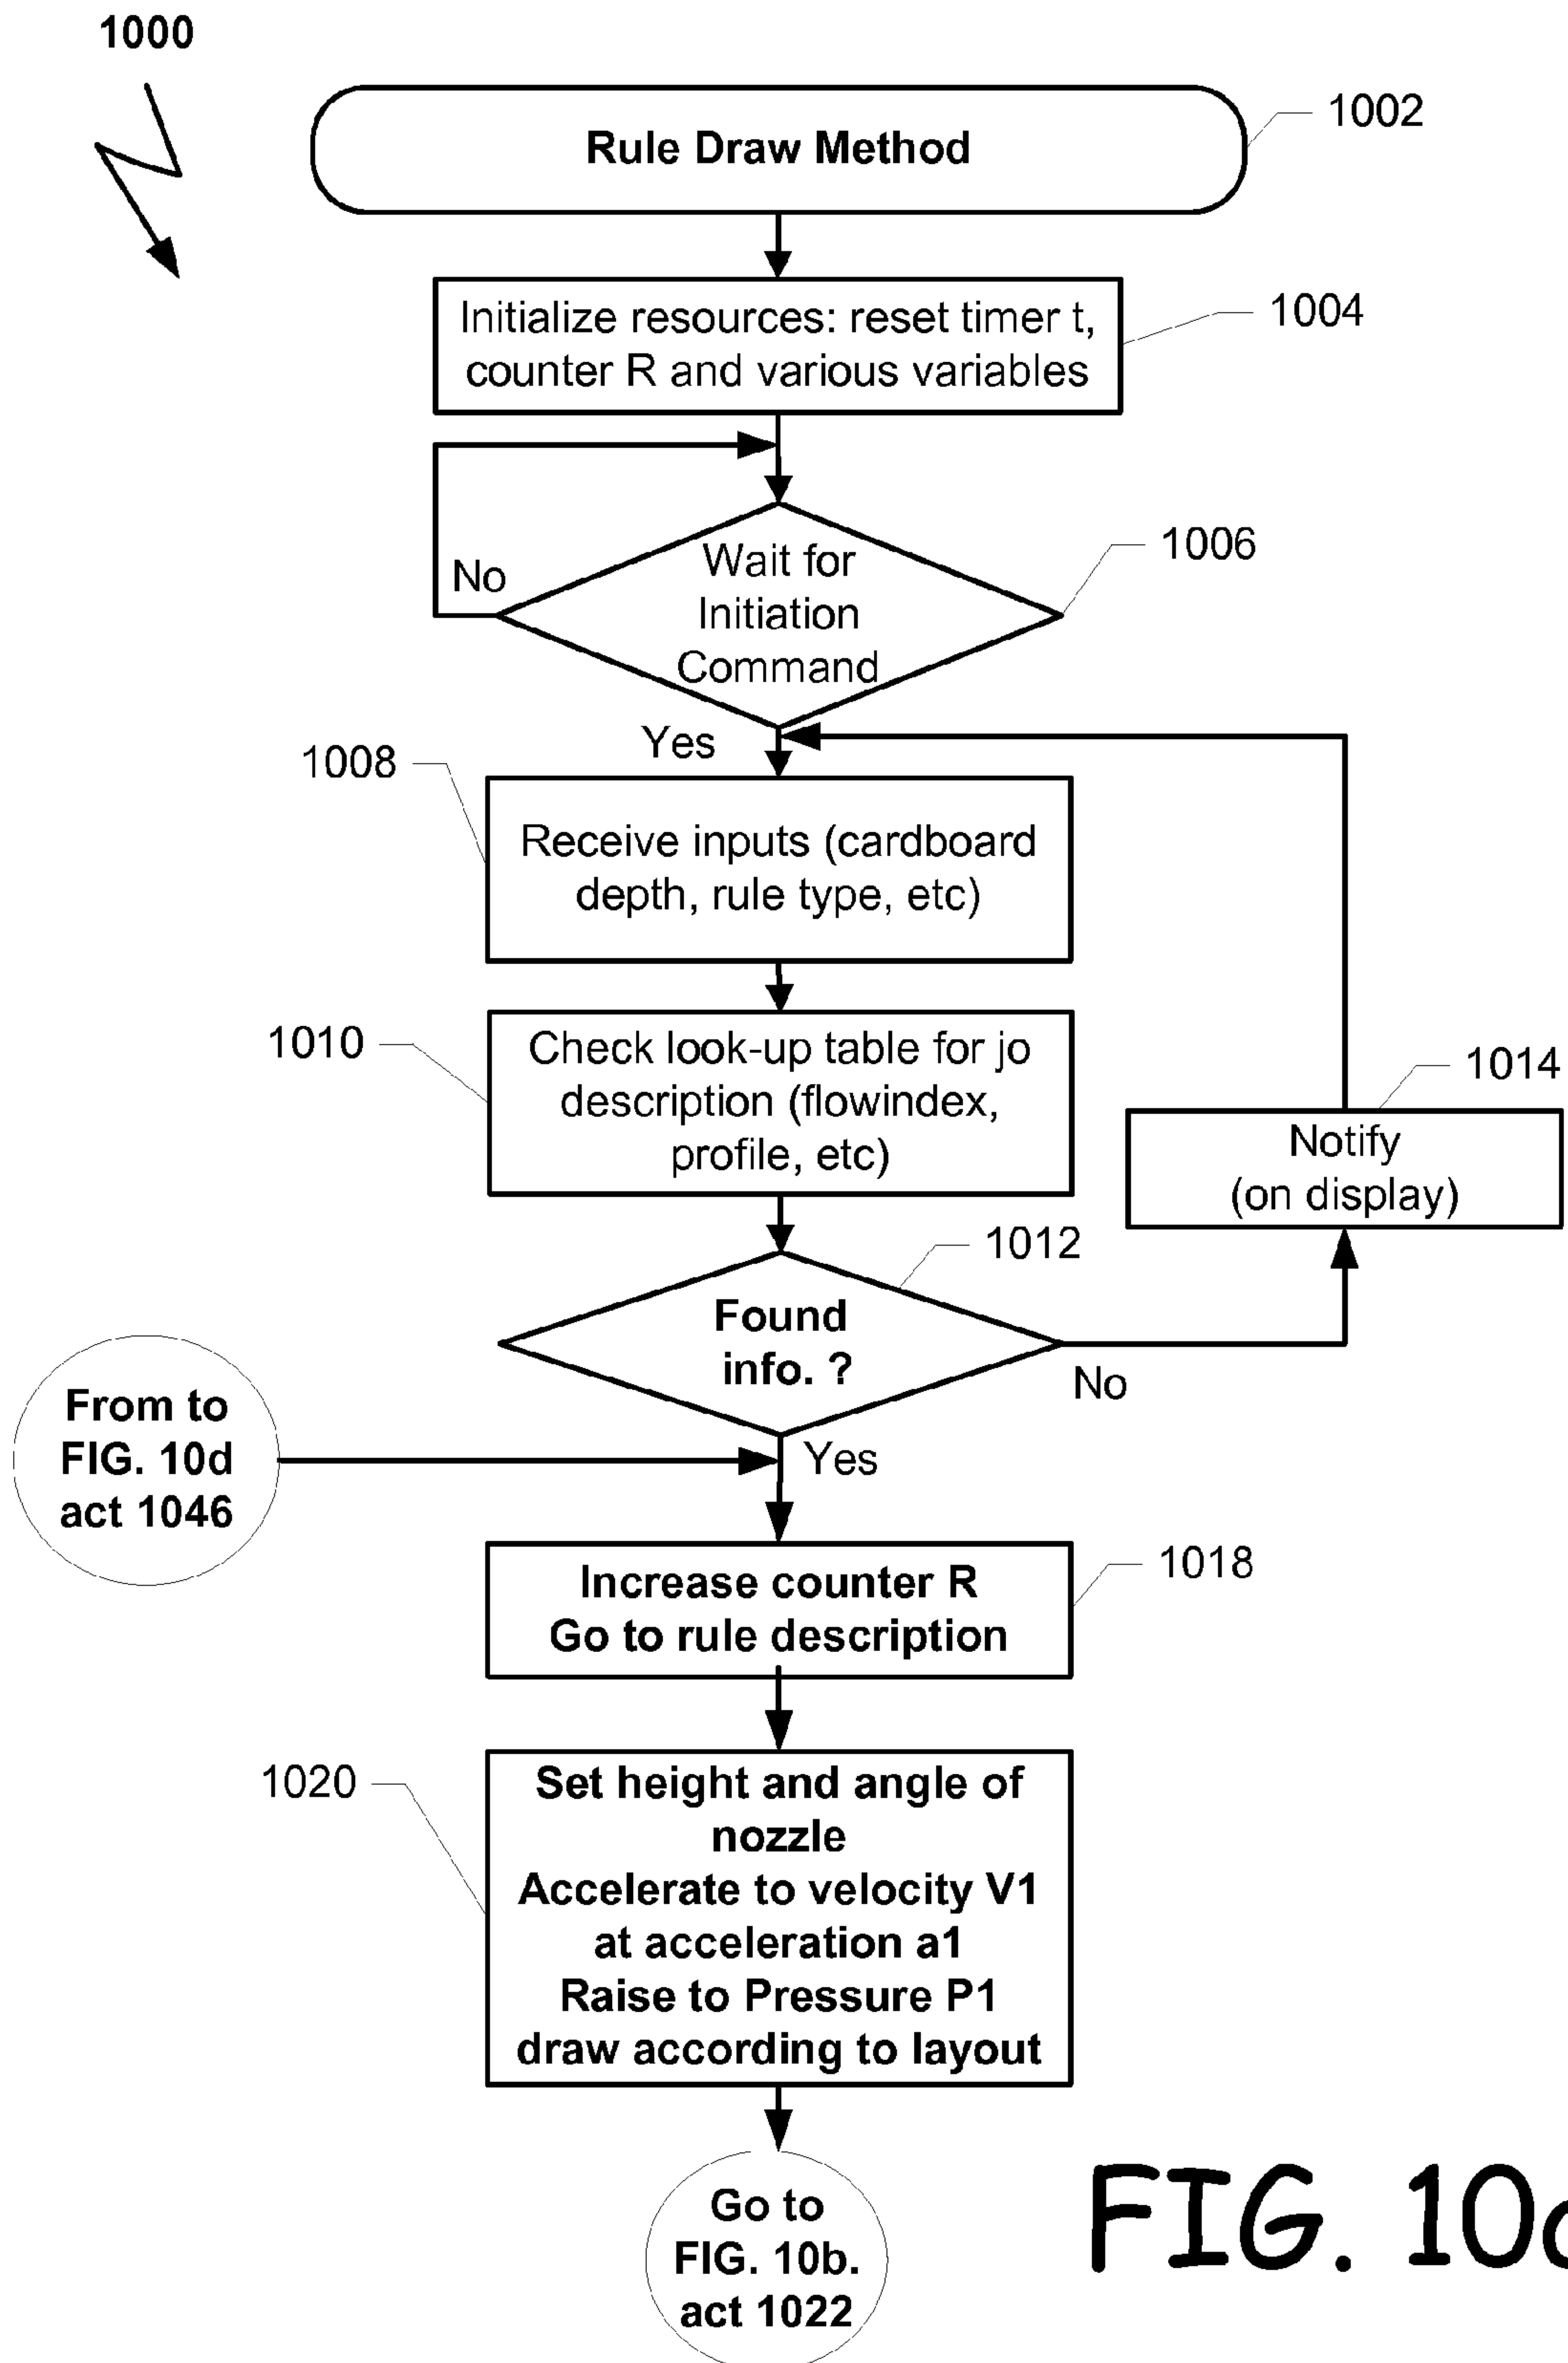 1000
1002
Rule Draw Method
1004
Initialize resources: reset timer t,
counter R and various variables
1006
Wait for
Initiation
Command
No
Yes
1008
Receive inputs (cardboard
depth, rule type, etc)
1010
Check look-up table for jo
description (flowindex,
profile, etc)
1014
Notify
(on display)
1012
Found
info. ?
No
Yes
From to
FIG. 10d
act 1046
1018
Increase counter R
Go to rule description
1020
Set height and angle of
nozzle
Accelerate to velocity V1
at acceleration a1
Raise to Pressure P1
draw according to layout
Go to
FIG. 10b.
act 1022
FIG. 10